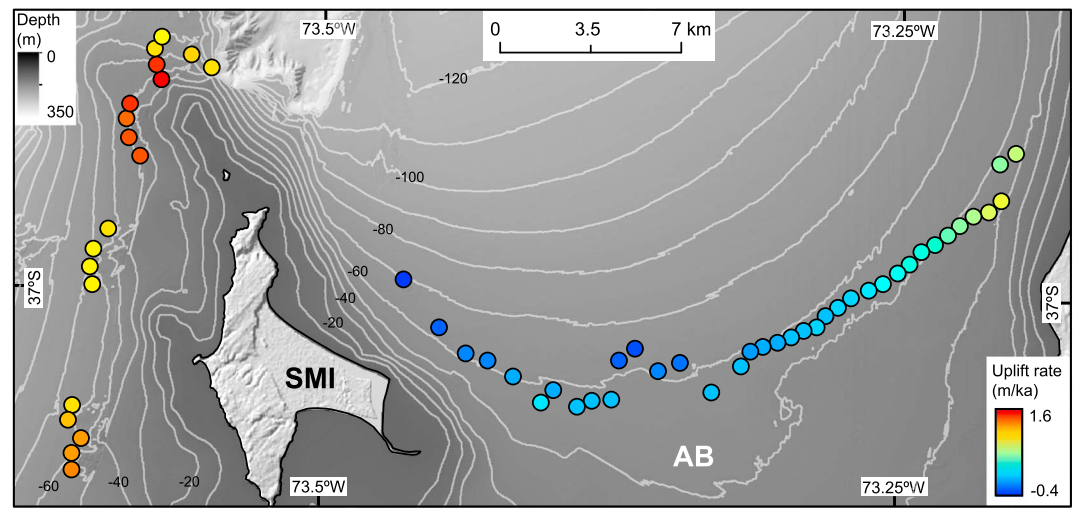 Depth
(m)
0
350
73.5ºW
0 3.5 7 km
73.25ºW
-120
-100
-80
-60
-40
-20
37ºS
37ºS
SMI
AB
Uplift rate
(m/ka)
1.6
-0.4
-60 -40 -20
73.5ºW
73.25ºW